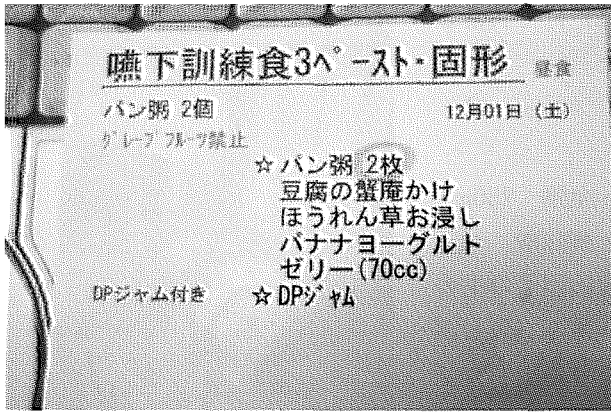 嚥下訓練食3ペースト・固形 昼食
パン粥 2個 12月01日 (土)
グレープフルーツ禁止
☆パン粥 2枚
豆腐の蟹庵かけ
ほうれん草お浸し
バナナヨーグルト
ゼリー(70cc)
DPジャム付き ☆DPジャム